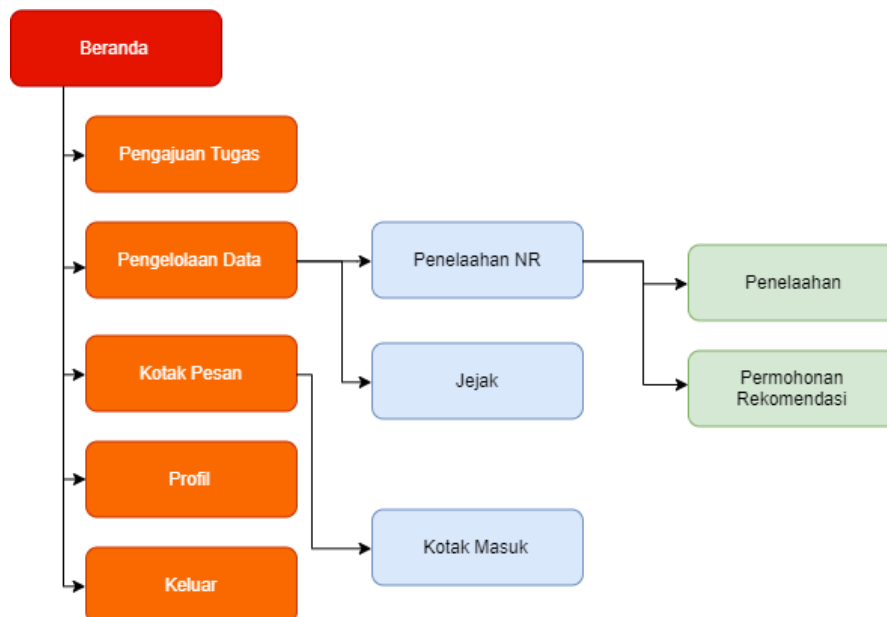 Beranda
Pengajuan Tugas
Pengelolaan Data
Penelaahan NR
Penelaahan
Kotak Pesan
Jejak
Permohonan
Rekomendasi
Profil
Kotak Masuk
Keluar